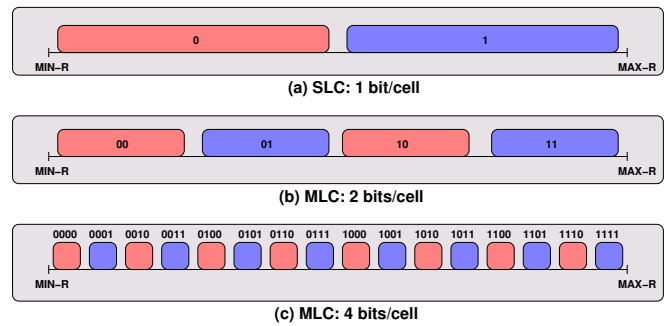 0 1
MIN–R MAX–R
(a) SLC: 1 bit/cell
00 01 10 11
MIN–R MAX–R
(b) MLC: 2 bits/cell
0000 0001 0010 0011 0100 0101 0110 0111 1000 1001 1010 1011 1100 1101 1110 1111
MIN–R MAX–R
(c) MLC: 4 bits/cell